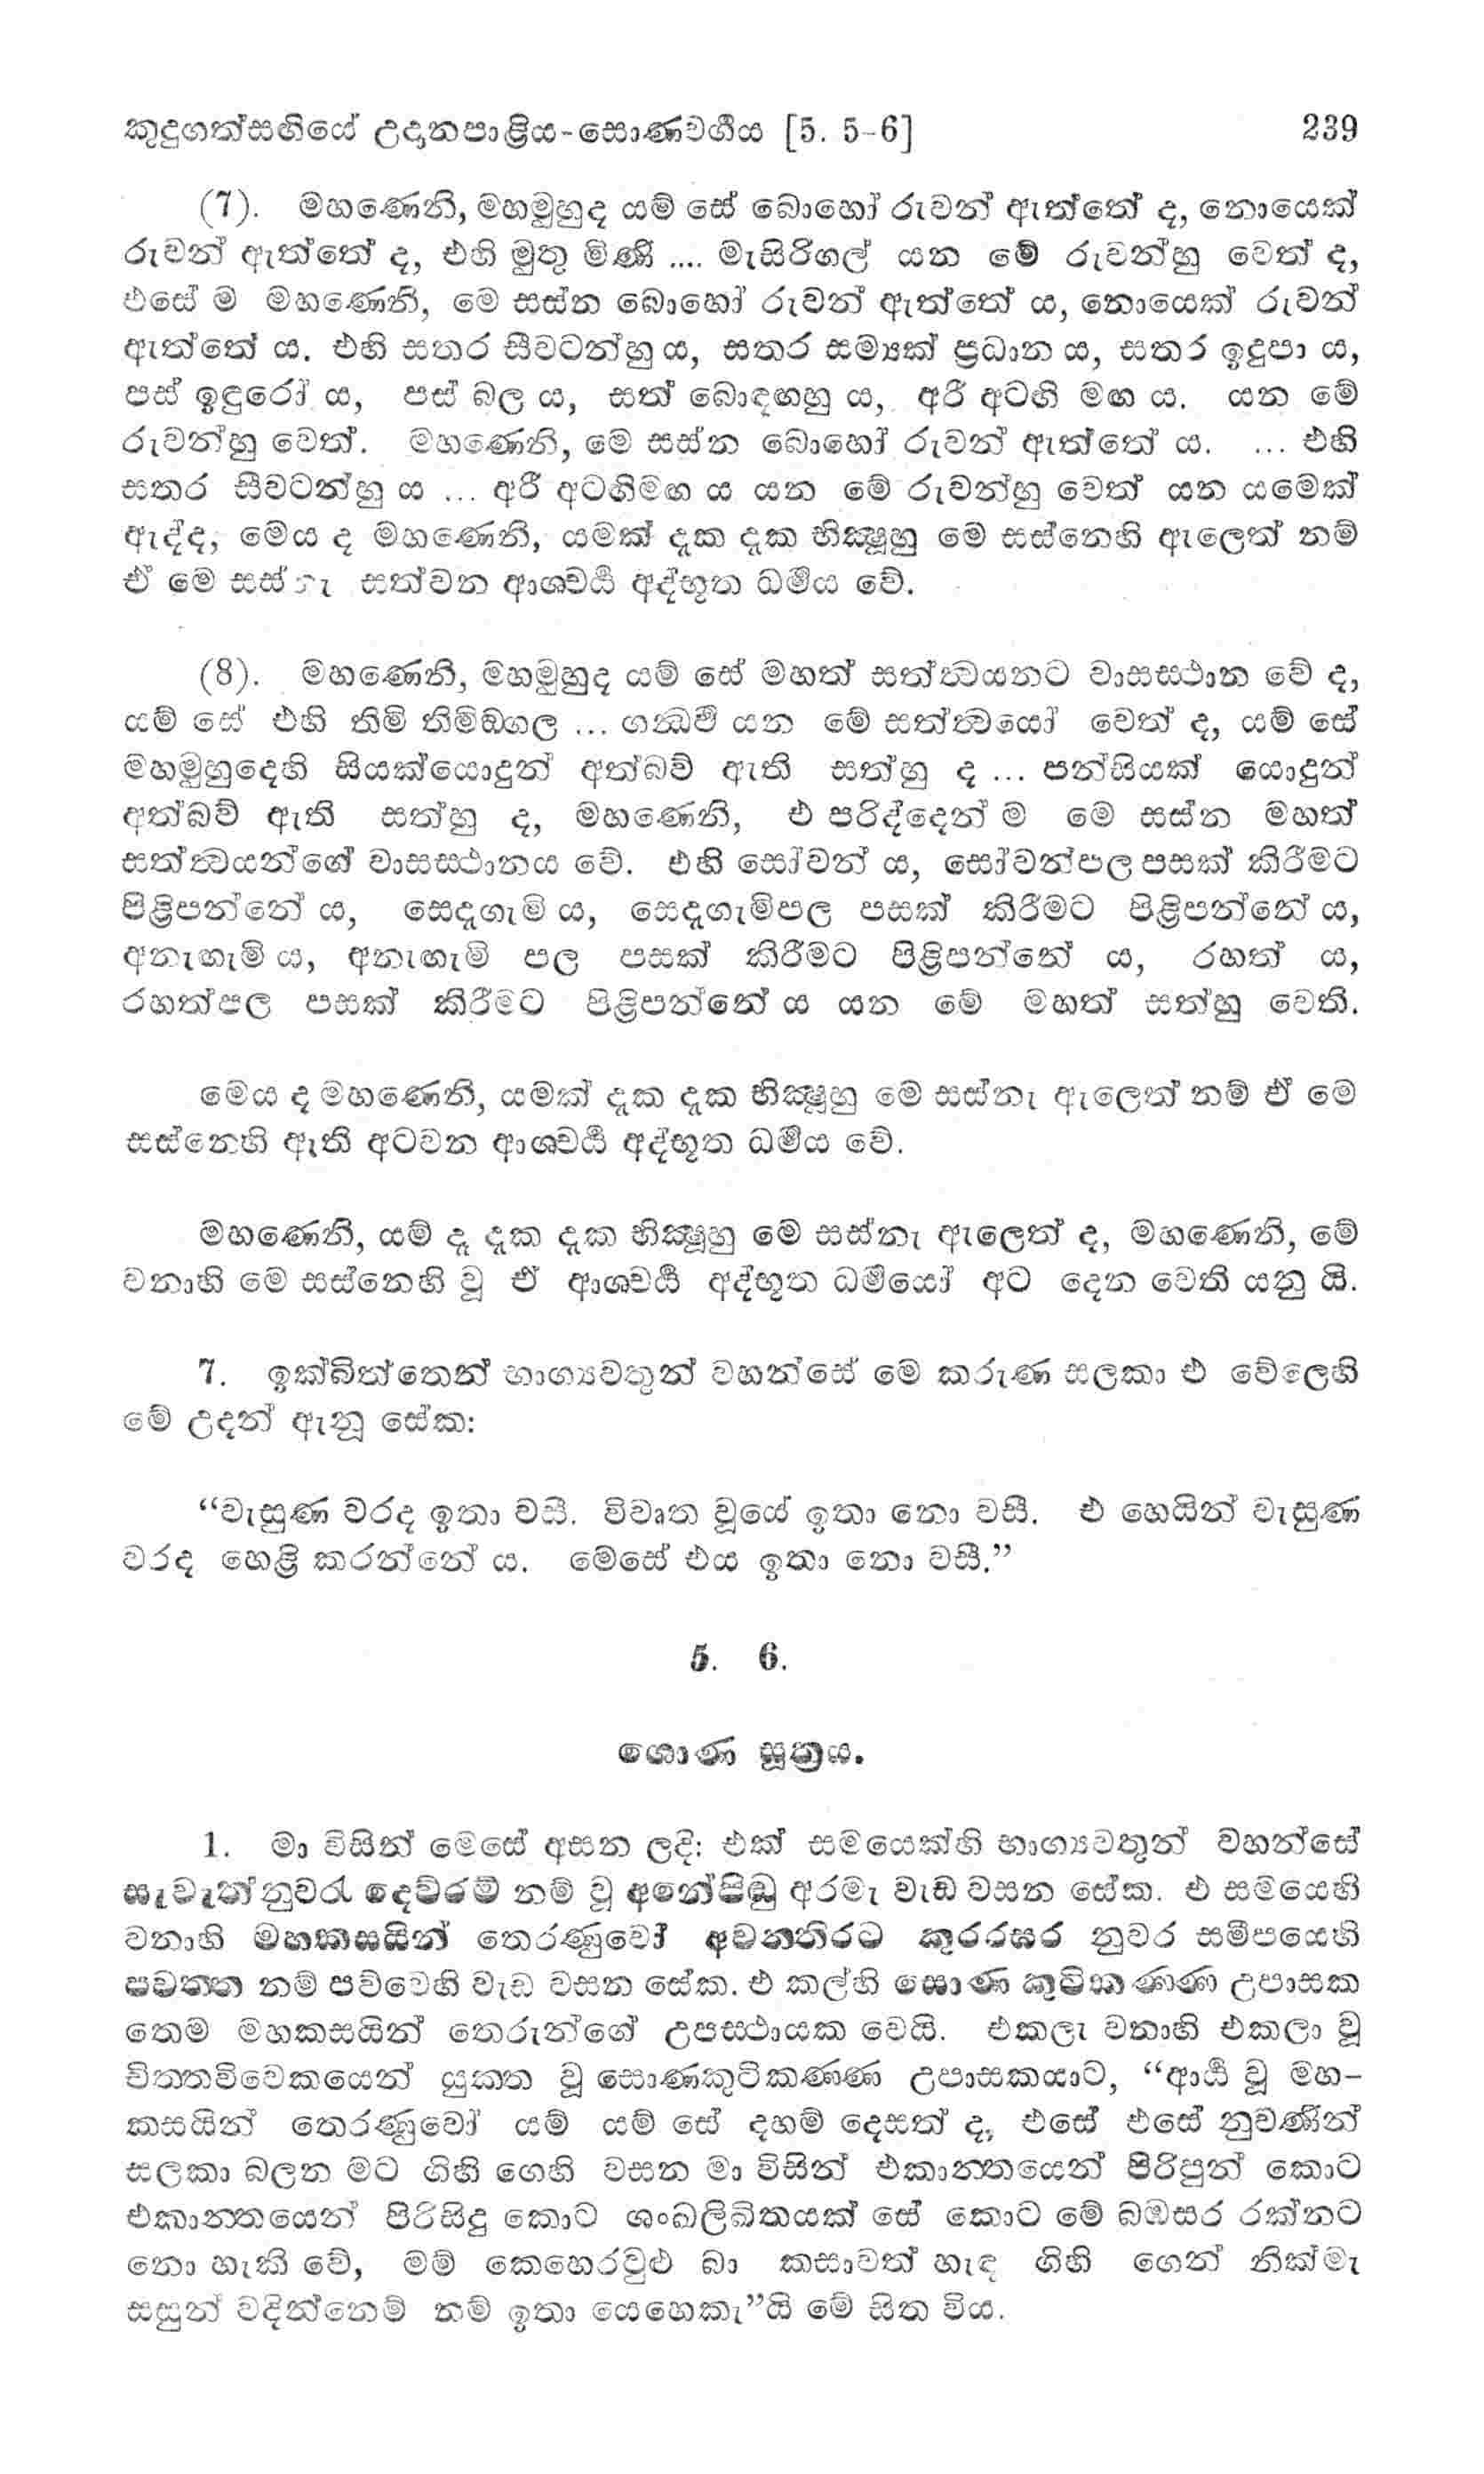 කුදුගත්සඟියේ උදානපාළිය-සොණවර්‍ගය [5. 5-6] 239
(7). මහණෙනි, මහමුහුද යම් සේ බොහෝ රුවන් ඇත්තේ ද, නොයෙක්
රුවන් ඇත්තේ ද, එහි මුතු මිණි .... මැසිරිගල් යන මේ රුවන්හු වෙත් ද,
එසේ ම මහණෙනි, මෙ සස්න බොහෝ රුවන් ඇත්තේ ය, නොයෙක් රුවන්
ඇත්තේ ය. එහි සතර සීවටන්හු ය, සතර සම්‍යක් ප්‍රධාන ය, සතර ඉදුපා ය,
පස් ඉඳුරෝ ය, පස් බල ය, සත් බොඳඟහු ය, අරී අටඟි මඟ ය. යන මේ
රුවන්හු වෙත්. මහණෙනි, මෙ සස්න බොහෝ රුවන් ඇත්තේ ය. ... එහි
සතර සීවටන්හු ය ... අරී අටඟිමඟ ය යන මේ රුවන්හු වෙත් යන යමෙක්
ඇද්ද, මෙය ද මහණෙනි, යමක් දැක දැක භික්‍ෂූහු මෙ සස්නෙහි ඇලෙත් නම්
ඒ මෙ සස්නැ සත්වන ආශ්චර්‍ය්‍ය අද්භූත ධර්‍මය වේ.
(8). මහණෙනි, මහමුහුද යම් සේ මහත් සත්ත්‍වයනට වාසස්ථාන වේ ද,
යම් සේ එහි තිමි තිමිඞ්ගල ... ගන්‍ධර්‍ව යන මේ සත්ත්‍වයෝ වෙත් ද, යම් සේ
මහමුහුදෙහි සියක්යොදුන් අත්බව් ඇති සත්හු ද ... පන්සියක් යොදුන්
අත්බව් ඇති සත්හු ද, මහණෙනි, එ පරිද්දෙන් ම මෙ සස්න මහත්
සත්ත්‍වයන්ගේ වාසස්ථානය වේ. එහි සෝවන් ය, සෝවන්පල පසක් කිරීමට
පිළිපන්නේ ය, සෙදැගැමි ය, සෙදැගැමිපල පසක් කිරීමට පිළිපන්නේ ය,
අනැඟැමි ය, අනැඟැමි පල පසක් කිරීමට පිළිපන්නේ ය, රහත් ය,
රහත්පල පසක් කිරීමට පිළිපන්නේ ය යන මේ මහත් සත්හු වෙති.
මෙය ද මහණෙනි, යමක් දැක දැක භික්‍ෂූහු මෙ සස්නැ ඇලෙත් නම් ඒ මෙ
සස්නෙහි ඇති අටවන ආශ්චර්‍ය්‍ය අද්භූත ධර්‍මය වේ.
මහණෙනි, යම් දෑ දැක දැක භික්‍ෂූහු මෙ සස්නැ ඇලෙත් ද, මහණෙනි, මේ
වනාහි මෙ සස්නෙහි වූ ඒ ආශ්චර්‍ය්‍ය අද්භූත ධර්‍මයෝ අට දෙන වෙති යනු යි.
7. ඉක්බිත්තෙන් භාග්‍යවතුන් වහන්සේ මෙ කරුණ සලකා එ වේලෙහි
මේ උදන් ඇනූ සේක:
“වැසුණ වරද ඉතා වසී. විවෘත වූයේ ඉතා නො වසී. එ හෙයින් වැසුණ
වරද හෙළි කරන්නේ ය. මෙසේ එය ඉතා නො වසී.”
5. 6.
ශොණ සූත්‍රය.
1. මා විසින් මෙසේ අසන ලදි: එක් සමයෙක්හි භාග්‍යවතුන් වහන්සේ
සැවැත්නුවරැ දෙව්රම් නම් වූ අනේපිඬු අරමැ වැඩ වසන සේක. එ සමයෙහි
වනාහි මහකසයින් තෙරණුවෝ අවන්තිරට කුරරඝර නුවර සමීපයෙහි
පවත්ත නම් පව්වෙහි වැඩ වසන සේක. එ කල්හි සොණ කුටිකණ්ණ උපාසක
තෙම මහකසයින් තෙරුන්ගේ උපස්ථායක වෙයි. එකලැ වනාහි එකලා වූ
චිත්තවිවෙකයෙන් යුක්ත වූ සොණකුටිකණ්ණ උපාසකයාට, “ආර්‍ය්‍ය වූ මහ-
කසයින් තෙරණුවෝ යම් යම් සේ දහම් දෙසත් ද, එසේ එසේ නුවණින්
සලකා බලන මට ගිහි ගෙහි වසන මා විසින් එකාන්තයෙන් පිරිපුන් කොට
එකාන්තයෙන් පිරිසිදු කොට ශංඛලිඛිතයක් සේ කොට මේ බඹසර රක්නට
නො හැකි වේ, මම් කෙහෙරවුළු බා කසාවත් හැඳ ගිහි ගෙන් නික්මැ
සසුන් වදින්නෙම් නම් ඉතා යෙහෙකැ”යි මේ සිත විය.